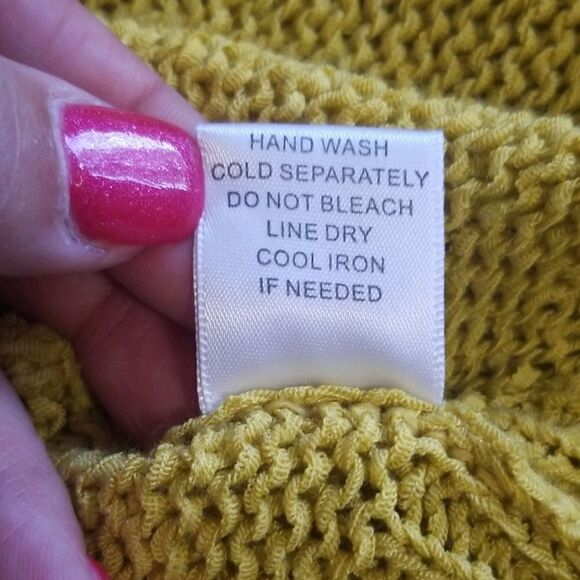 HAND WASH
COLD SEPARATELY
DO NOT BLEACH
LINE DRY
COOL IRON
IF NEEDED